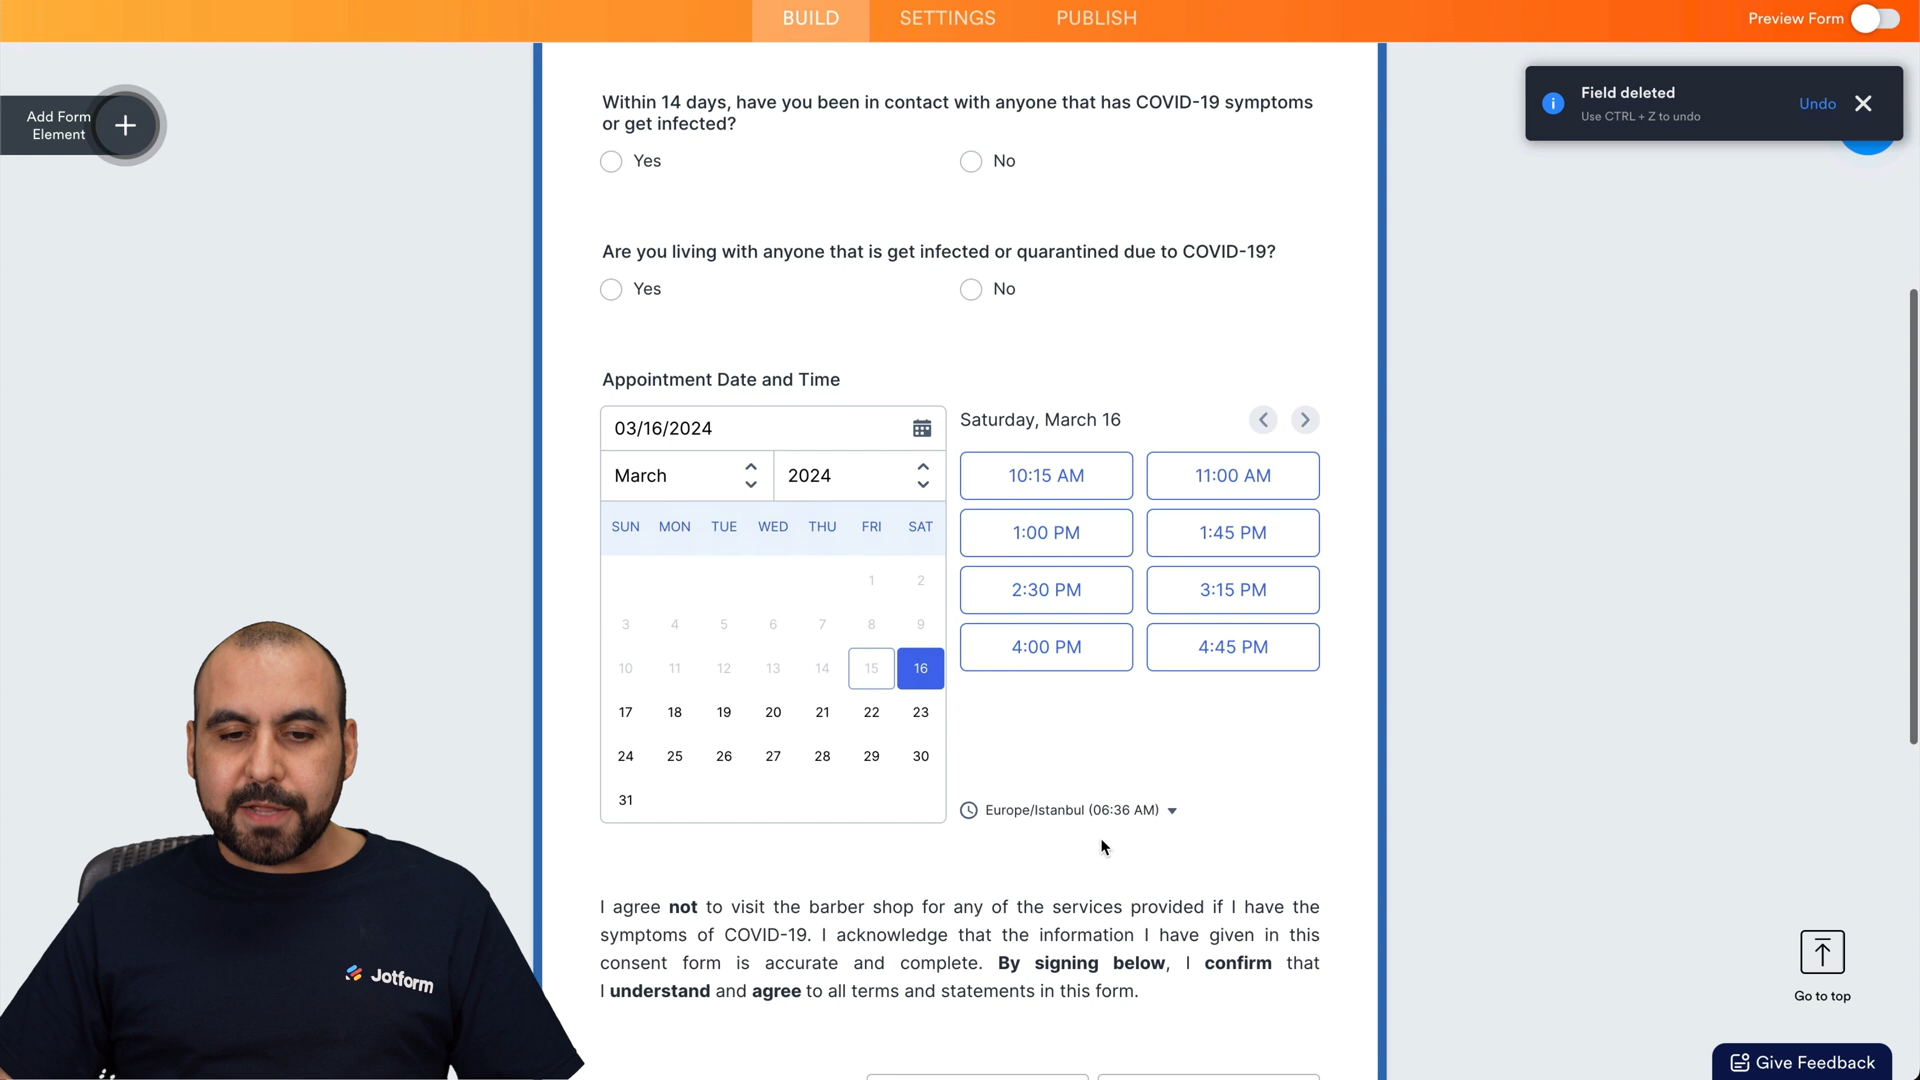 BUILD
SETTINGS
PUBLISH
Preview Form
Add Form
Element
Field deleted
Use CTRL + Z to undo
Undo
Within 14 days, have you been in contact with anyone that has COVID-19 symptoms
or get infected?
Yes
No
Are you living with anyone that is get infected or quarantined due to COVID-19?
Yes
No
Appointment Date and Time
03/16/2024
March
2024
SUN MON TUE WED THU FRI SAT
1 2
3 4 5 6 7 8 9
10 11 12 13 14 15 16
17 18 19 20 21 22 23
24 25 26 27 28 29 30
31
Saturday, March 16
10:15 AM
11:00 AM
1:00 PM
1:45 PM
2:30 PM
3:15 PM
4:00 PM
4:45 PM
Europe/Istanbul (06:36 AM)
I agree not to visit the barber shop for any of the services provided if I have the
symptoms of COVID-19. I acknowledge that the information I have given in this
consent form is accurate and complete. By signing below, I confirm that
I understand and agree to all terms and statements in this form.
Jotform
Go to top
Give Feedback